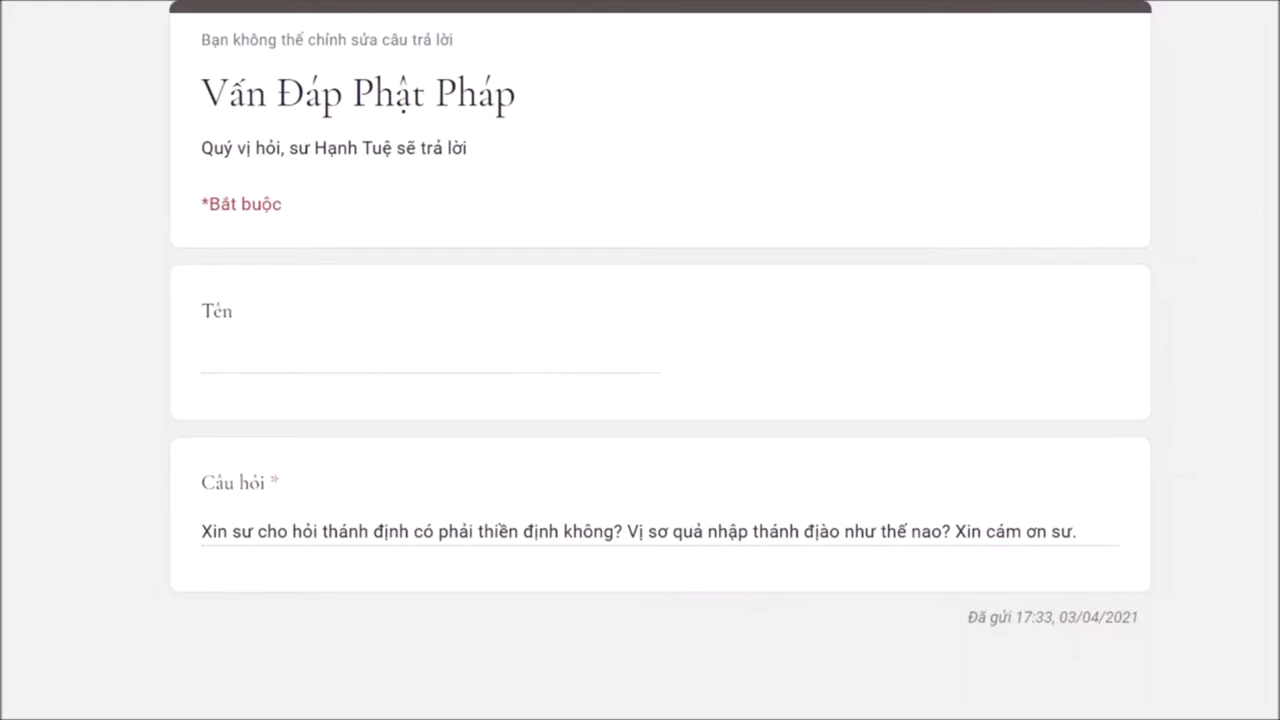 Bạn không thể chỉnh sửa câu trả lời
Vấn Đáp Phật Pháp
Quý vị hỏi, sư Hạnh Tuệ sẽ trả lời
*Bắt buộc
Tên
Câu hỏi *
Xin sư cho hỏi thánh định có phải thiền định không? Vị sơ quả nhập thánh địào như thế nao? Xin cám ơn sư.
Đã gửi 17:33, 03/04/2021